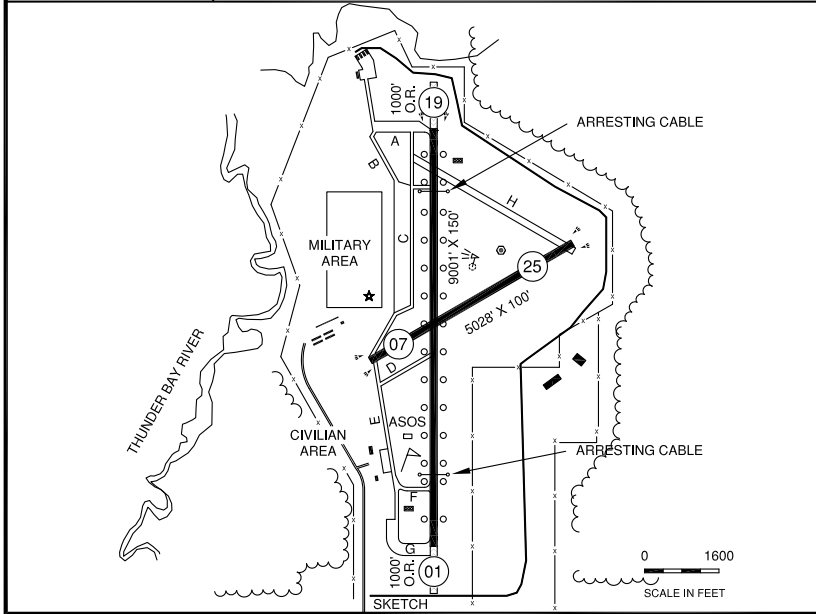 1000'
O.R.
19
ARRESTING CABLE
A
B
H
C
9001' X 150'
MILITARY
AREA
25
5028' X 100'
07
D
THUNDER BAY RIVER
E
ASOS
CIVILIAN
AREA
ARRESTING CABLE
F
G
1000'
O.R.
01
0 1600
SCALE IN FEET
SKETCH